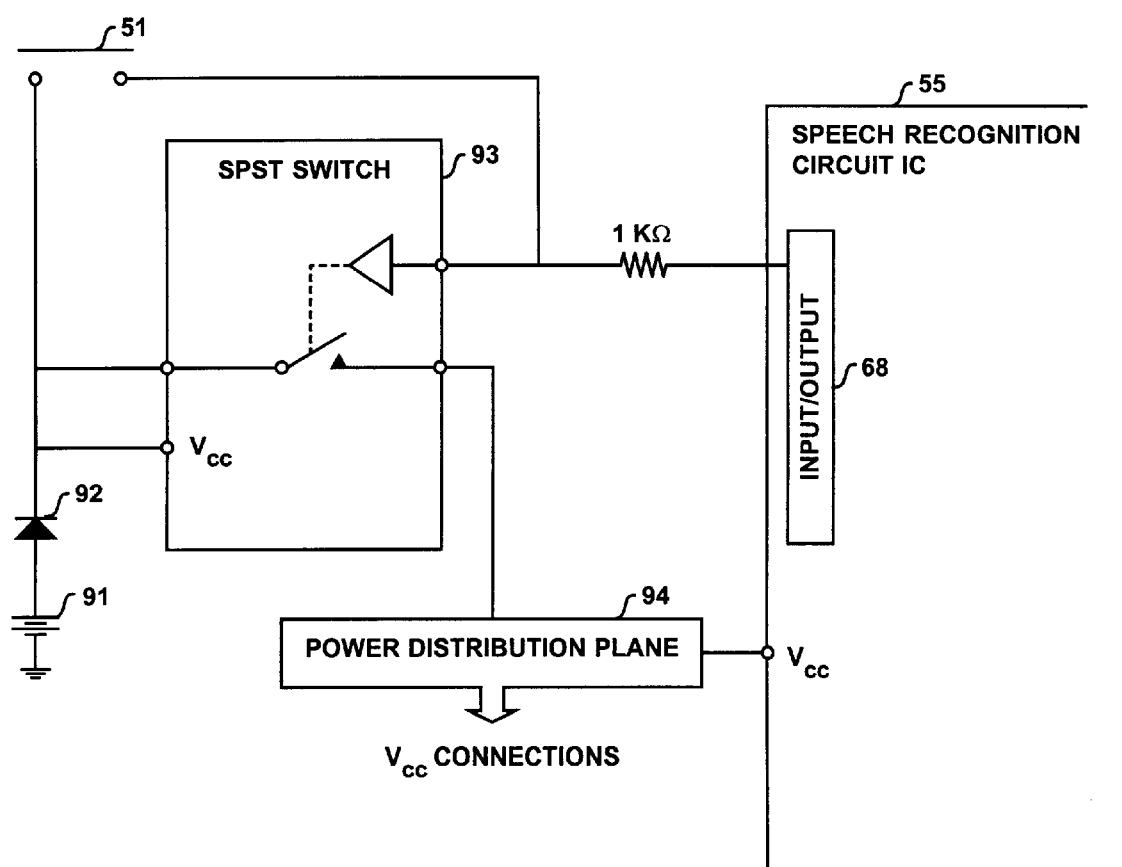 51
55
SPEECH RECOGNITION
CIRCUIT IC
SPST SWITCH
93
1 KΩ
INPUT/OUTPUT
68
VCC
92
91
94
POWER DISTRIBUTION PLANE
VCC
VCC CONNECTIONS